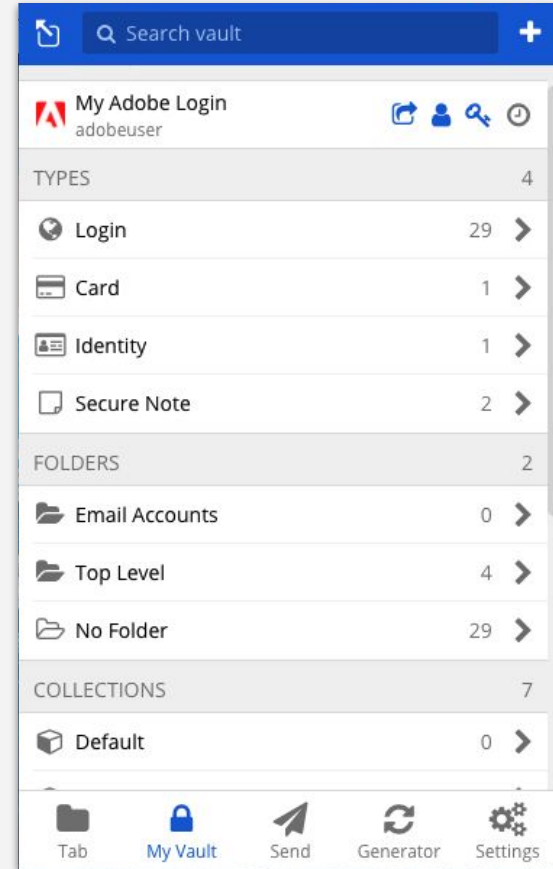 Search vault
My Adobe Login
adobeuser
TYPES 4
Login 29
Card 1
Identity 1
Secure Note 2
FOLDERS 2
Email Accounts 0
Top Level 4
No Folder 29
COLLECTIONS 7
Default 0
Tab My Vault Send Generator Settings